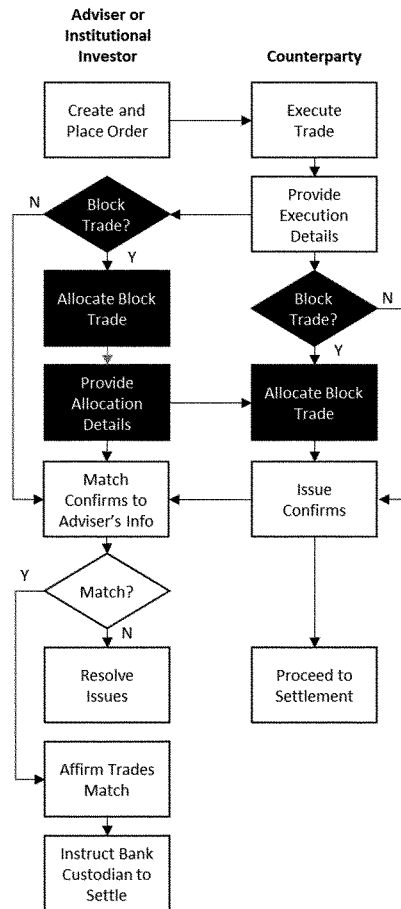 Adviser or
Institutional
Investor
Counterparty
Create and
Place Order
Execute
Trade
Provide
Execution
Details
N
Block
Trade?
Y
Block
Trade?
N
Y
Allocate Block
Trade
Provide
Allocation
Details
Allocate Block
Trade
Match
Confirms to
Adviser's Info
Issue
Confirms
Y
Match?
N
Resolve
Issues
Proceed to
Settlement
Affirm Trades
Match
Instruct Bank
Custodian to
Settle